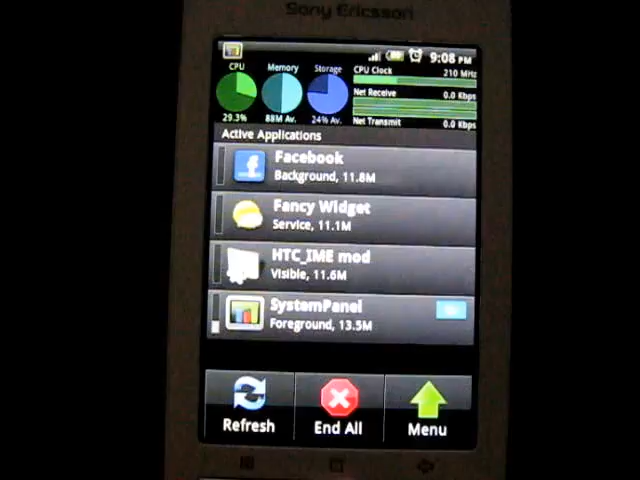 Sony Ericsson
9:08 PM
CPU Memory Storage CPU Clock 210 MHz
Net Receive 0.0 Kbps
29.3% 88M Av. 24% Av. Net Transmit 0.0 Kbps
Active Applications
Facebook
Background, 11.8M
Fancy Widget
Service, 11.1M
HTC_IME mod
Visible, 11.6M
SystemPanel
Foreground, 13.5M
Refresh End All Menu